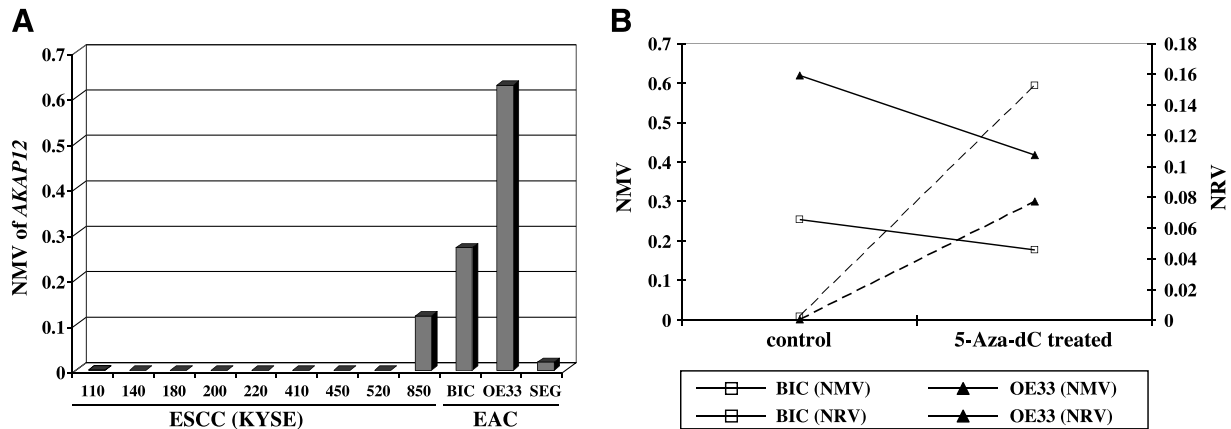 A
NMV of AKAP12
0.7
0.6
0.5
0.4
0.3
0.2
0.1
0
110 140 180 200 220 410 450 520 850 BIC OE33 SEG
ESCC (KYSE) EAC
B
NMV
0.7
0.6
0.5
0.4
0.3
0.2
0.1
0
0.18
0.16
0.14
0.12
0.1
0.08
0.06
0.04
0.02
0
NRV
control 5-Aza-dC treated
BIC (NMV) OE33 (NMV)
BIC (NRV) OE33 (NRV)